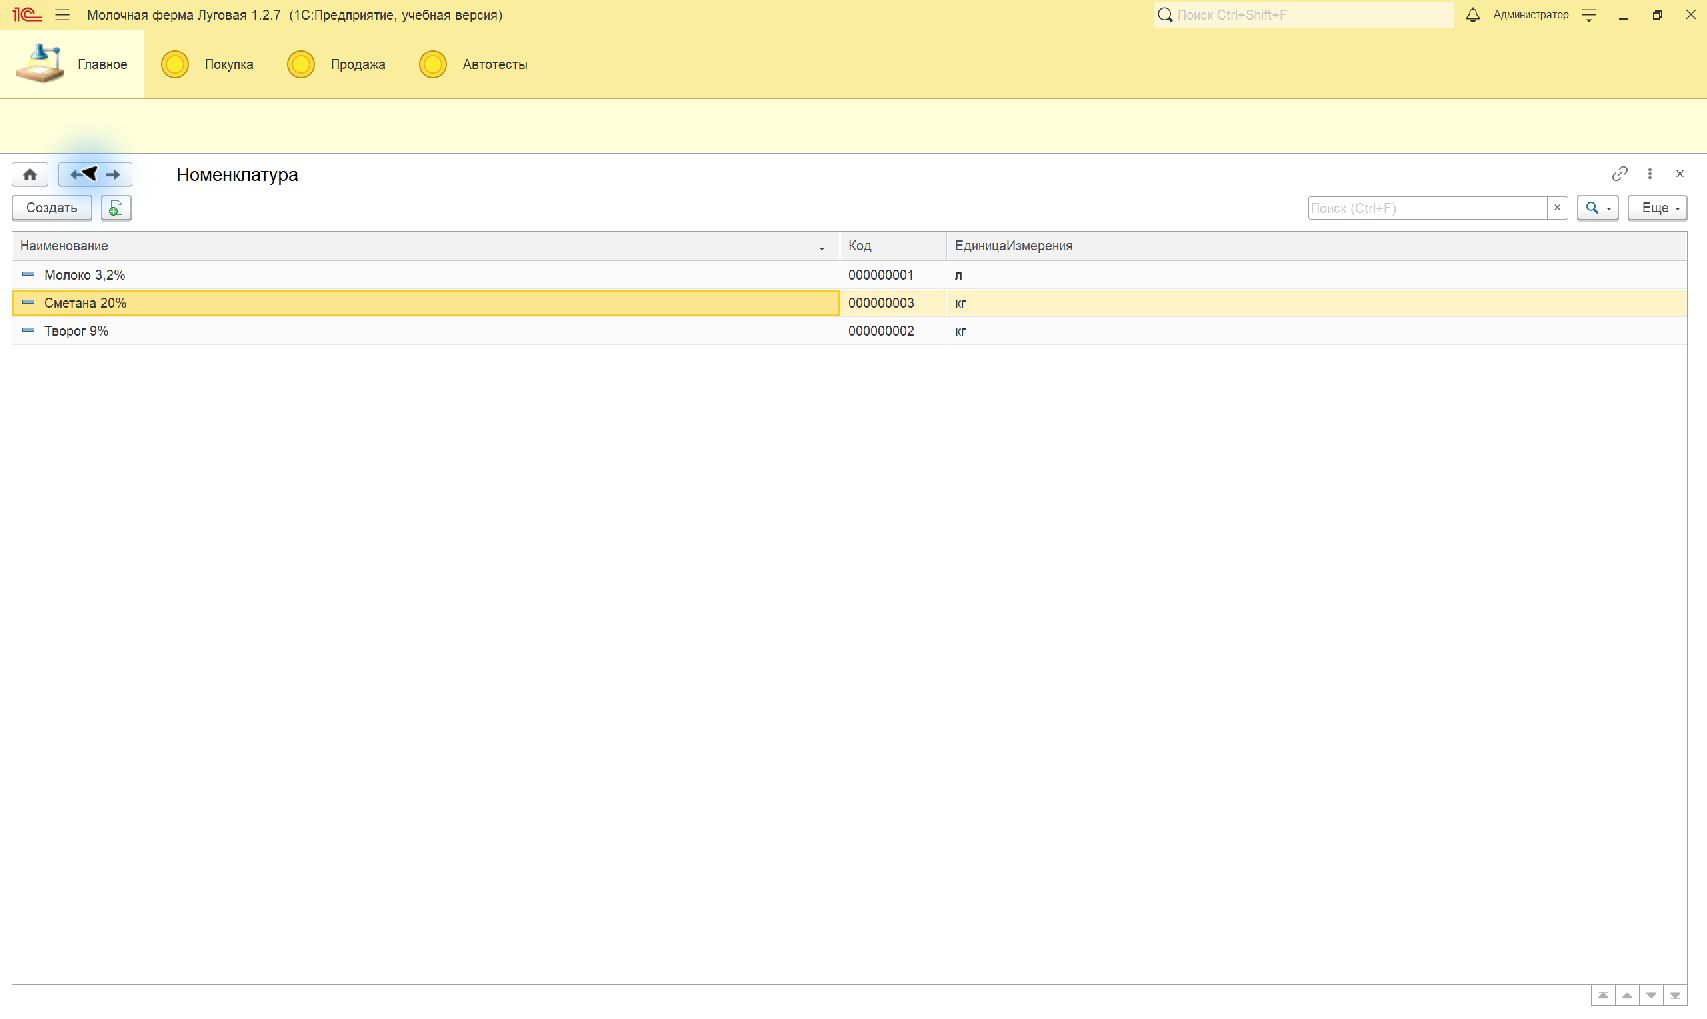 1С Молочная ферма Луговая 1.2.7 (1С:Предприятие, учебная версия) Поиск Ctrl+Shift+F Администратор
Главное Покупка Продажа Автотесты
Номенклатура
Создать Поиск (Ctrl+F) × Еще
Наименование Код ЕдиницаИзмерения
Молоко 3,2% 000000001 л
Сметана 20% 000000003 кг
Творог 9% 000000002 кг